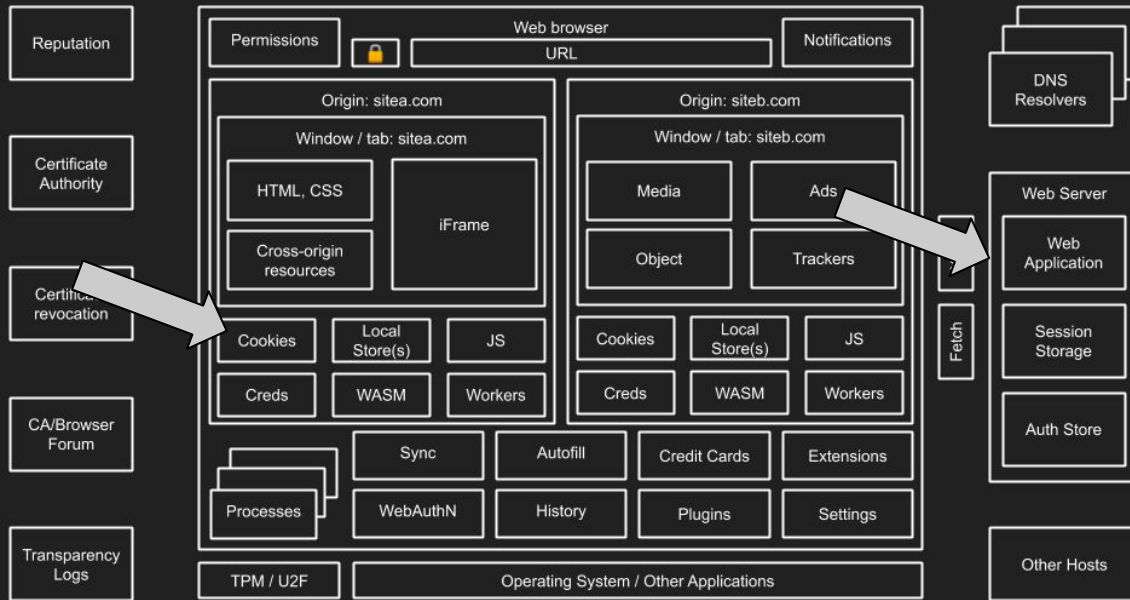 Reputation
Certificate
Authority
revocation
CA/Browser
Forum
Transparency
Logs
Web browser
Permissions
URL
Notifications
Origin: sitea.com
Window / tab: sitea.com
HTML, CSS
Cross-origin
resources
iFrame
Cookies
Local
Store(s)
JS
Creds
WASM
Workers
Origin: siteb.com
Window / tab: siteb.com
Media
Ads
Object
Trackers
Cookies
Local
Store(s)
JS
Creds
WASM
Workers
Processes
Sync
Autofill
Credit Cards
Extensions
WebAuthN
History
Plugins
Settings
TPM / U2F
Operating System / Other Applications
Fetch
DNS
Resolvers
Web Server
Web
Application
Session
Storage
Auth Store
Other Hosts